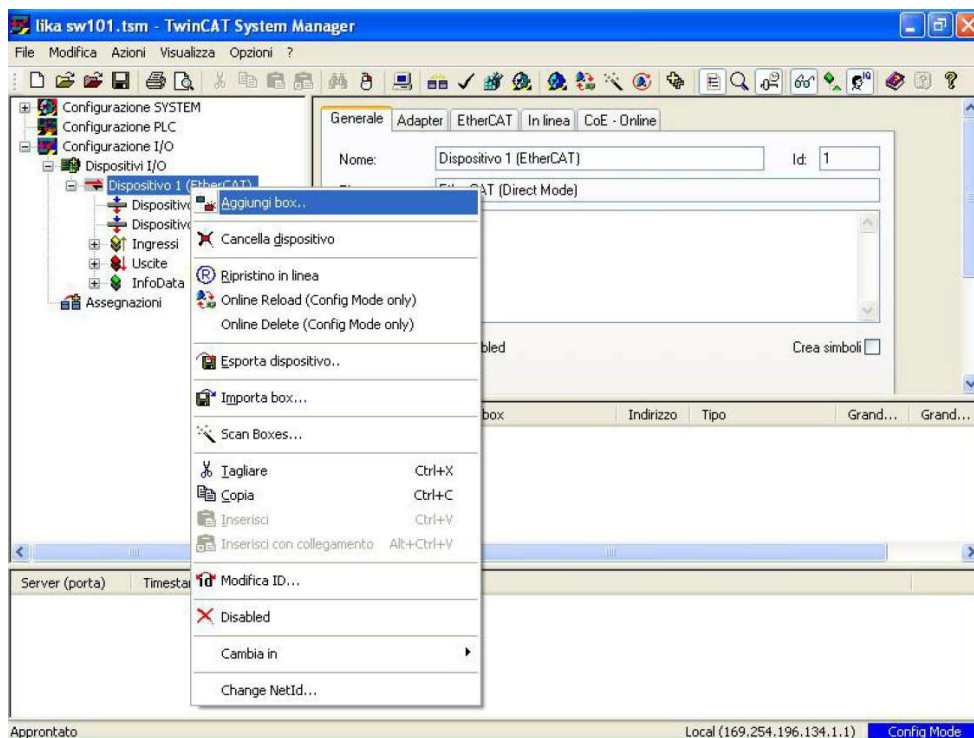 lika sw101.tsm - TwinCAT System Manager
File Modifica Azioni Visualizza Opzioni ?
Configurazione SYSTEM
Configurazione PLC
Configurazione I/O
Dispositivi I/O
Dispositivo 1 (EtherCAT)
Dispositivo
Dispositivo
Ingressi
Uscite
InfoData
Assegnazioni
Generale Adapter EtherCAT In linea CoE - Online
Nome: Dispositivo 1 (EtherCAT) Id: 1
EtherCAT (Direct Mode)
bled Crea simboli
box Indirizzo Tipo Grand... Grand...
Aggiungi box..
Cancella dispositivo
Ripristino in linea
Online Reload (Config Mode only)
Online Delete (Config Mode only)
Esporta dispositivo..
Importa box...
Scan Boxes...
Tagliare Ctrl+X
Copia Ctrl+C
Inserisci Ctrl+V
Inserisci con collegamento Alt+Ctrl+V
Modifica ID...
Disabled
Cambia in
Change NetId...
Server (porta) Timesta
Approntato Local (169.254.196.134.1.1) Config Mode